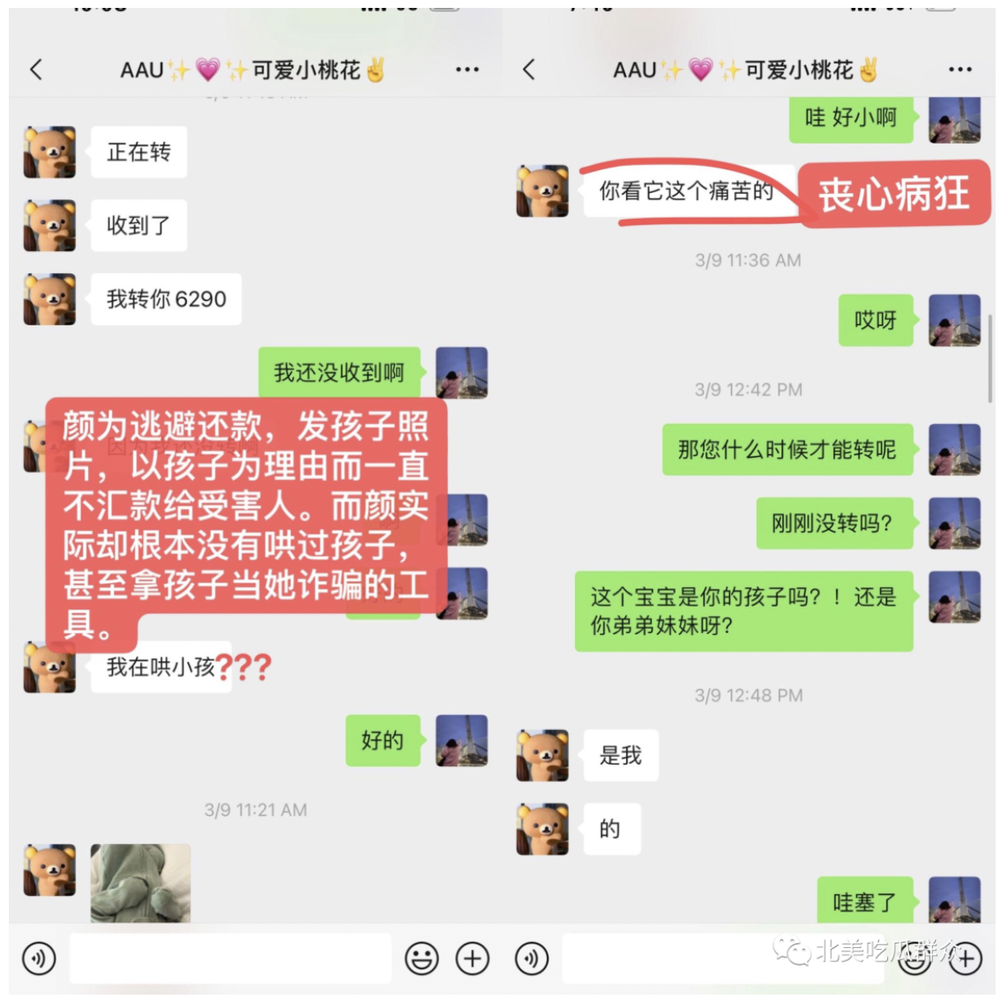 AAU✨💗✨可爱小桃花✌
正在转
收到了
我转你 6290
我还没收到啊
颜为逃避还款，发孩子照
片，以孩子为理由而一直
不汇款给受害人。而颜实
际却根本没有哄过孩子，
甚至拿孩子当她诈骗的工
具。
我在哄小孩???
好的
3/9 11:21 AM
AAU✨💗✨可爱小桃花✌
哇 好小啊
你看它这个痛苦的
丧心病狂
3/9 11:36 AM
哎呀
3/9 12:42 PM
那您什么时候才能转呢
刚刚没转吗?
这个宝宝是你的孩子吗？！还是
你弟弟妹妹呀?
3/9 12:48 PM
是我
的
哇塞了
北美吃瓜群众